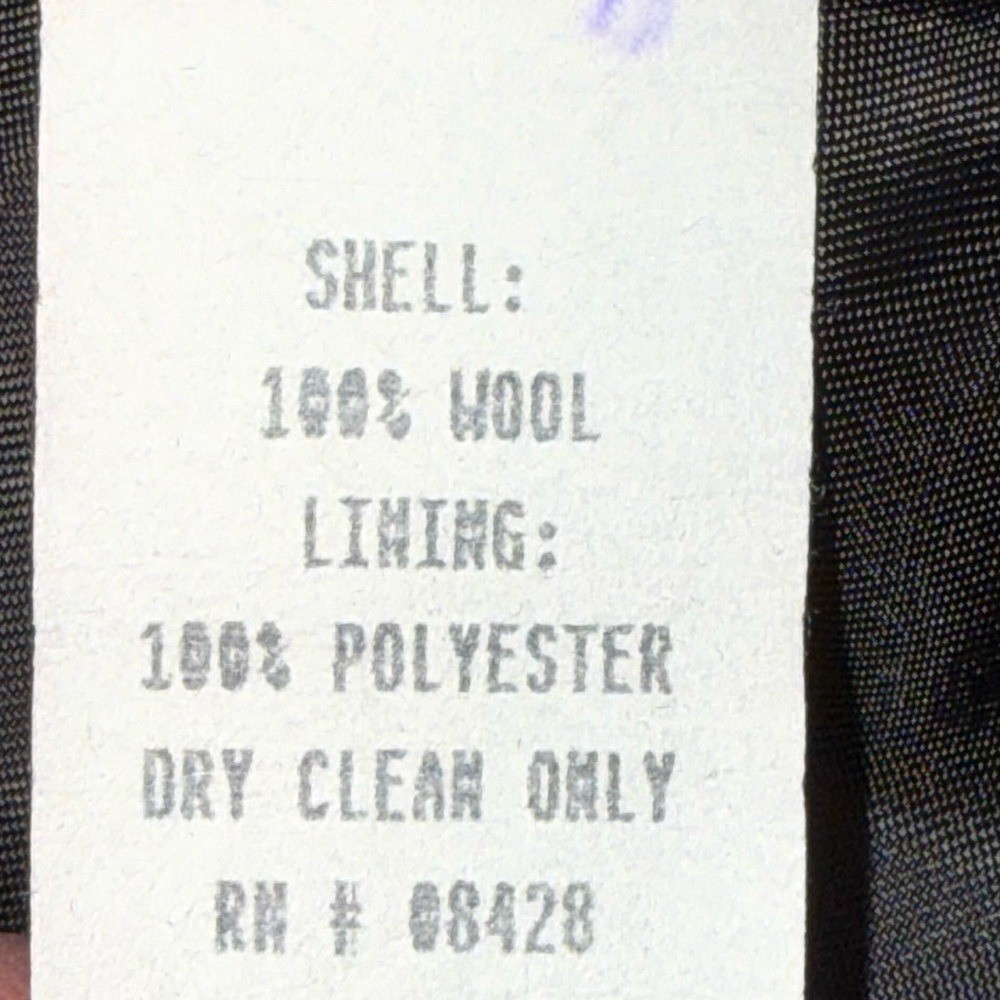 SHELL:
100% WOOL
LINING:
100% POLYESTER
DRY CLEAN ONLY
RN # 08428